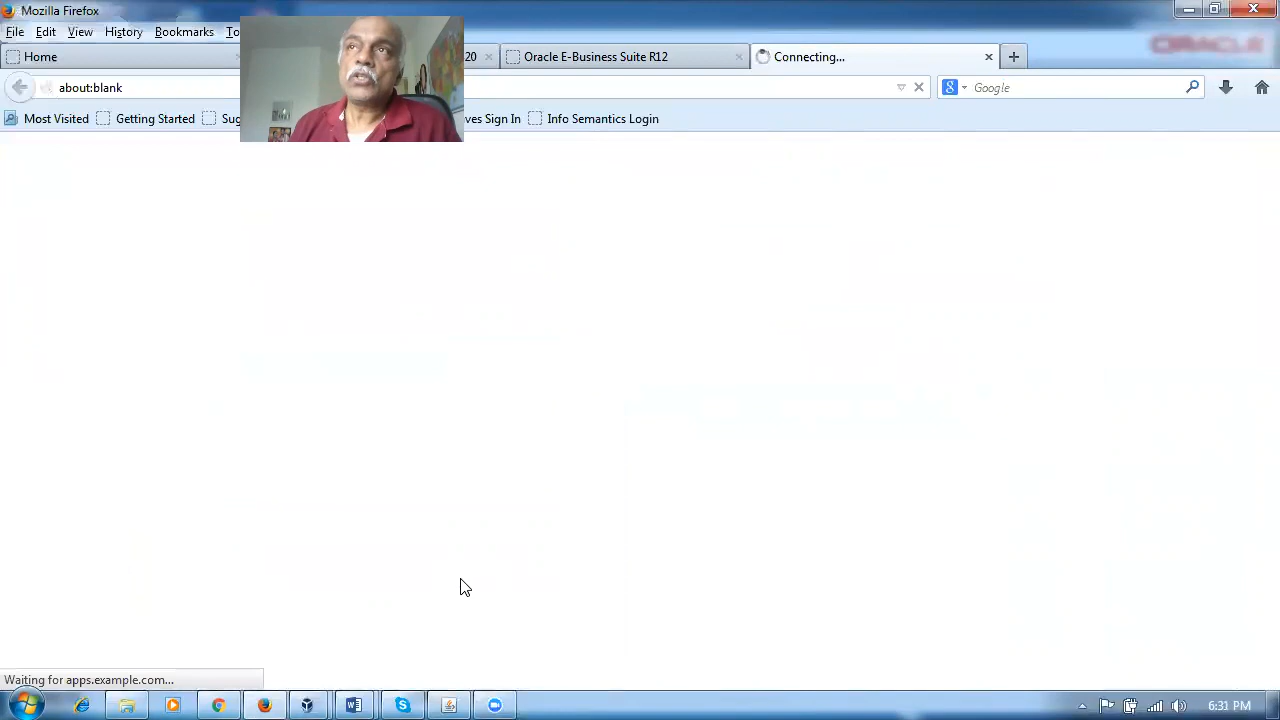 Mozilla Firefox
File Edit View History Bookmarks To
Home 20 Oracle E-Business Suite R12 Connecting...
about:blank Google
Most Visited Getting Started Sug ves Sign In Info Semantics Login
ORACLE
Waiting for apps.example.com...
6:31 PM